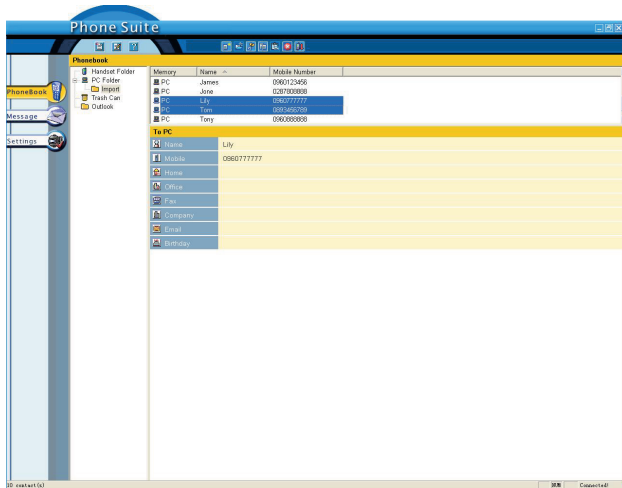 Phone Suite
Phonebook
PhoneBook
Message
Settings
Handset Folder
PC Folder
Import
Trash Can
Outlook
Memory Name Mobile Number
PC James 0960123456
PC Jone 0287808888
PC Lily 0960777777
PC Tom 0893456789
PC Tony 0960888888
To PC
Name Lily
Mobile 0960777777
Home
Office
Fax
Company
Email
Birthday
10 contact(s)
Connected!